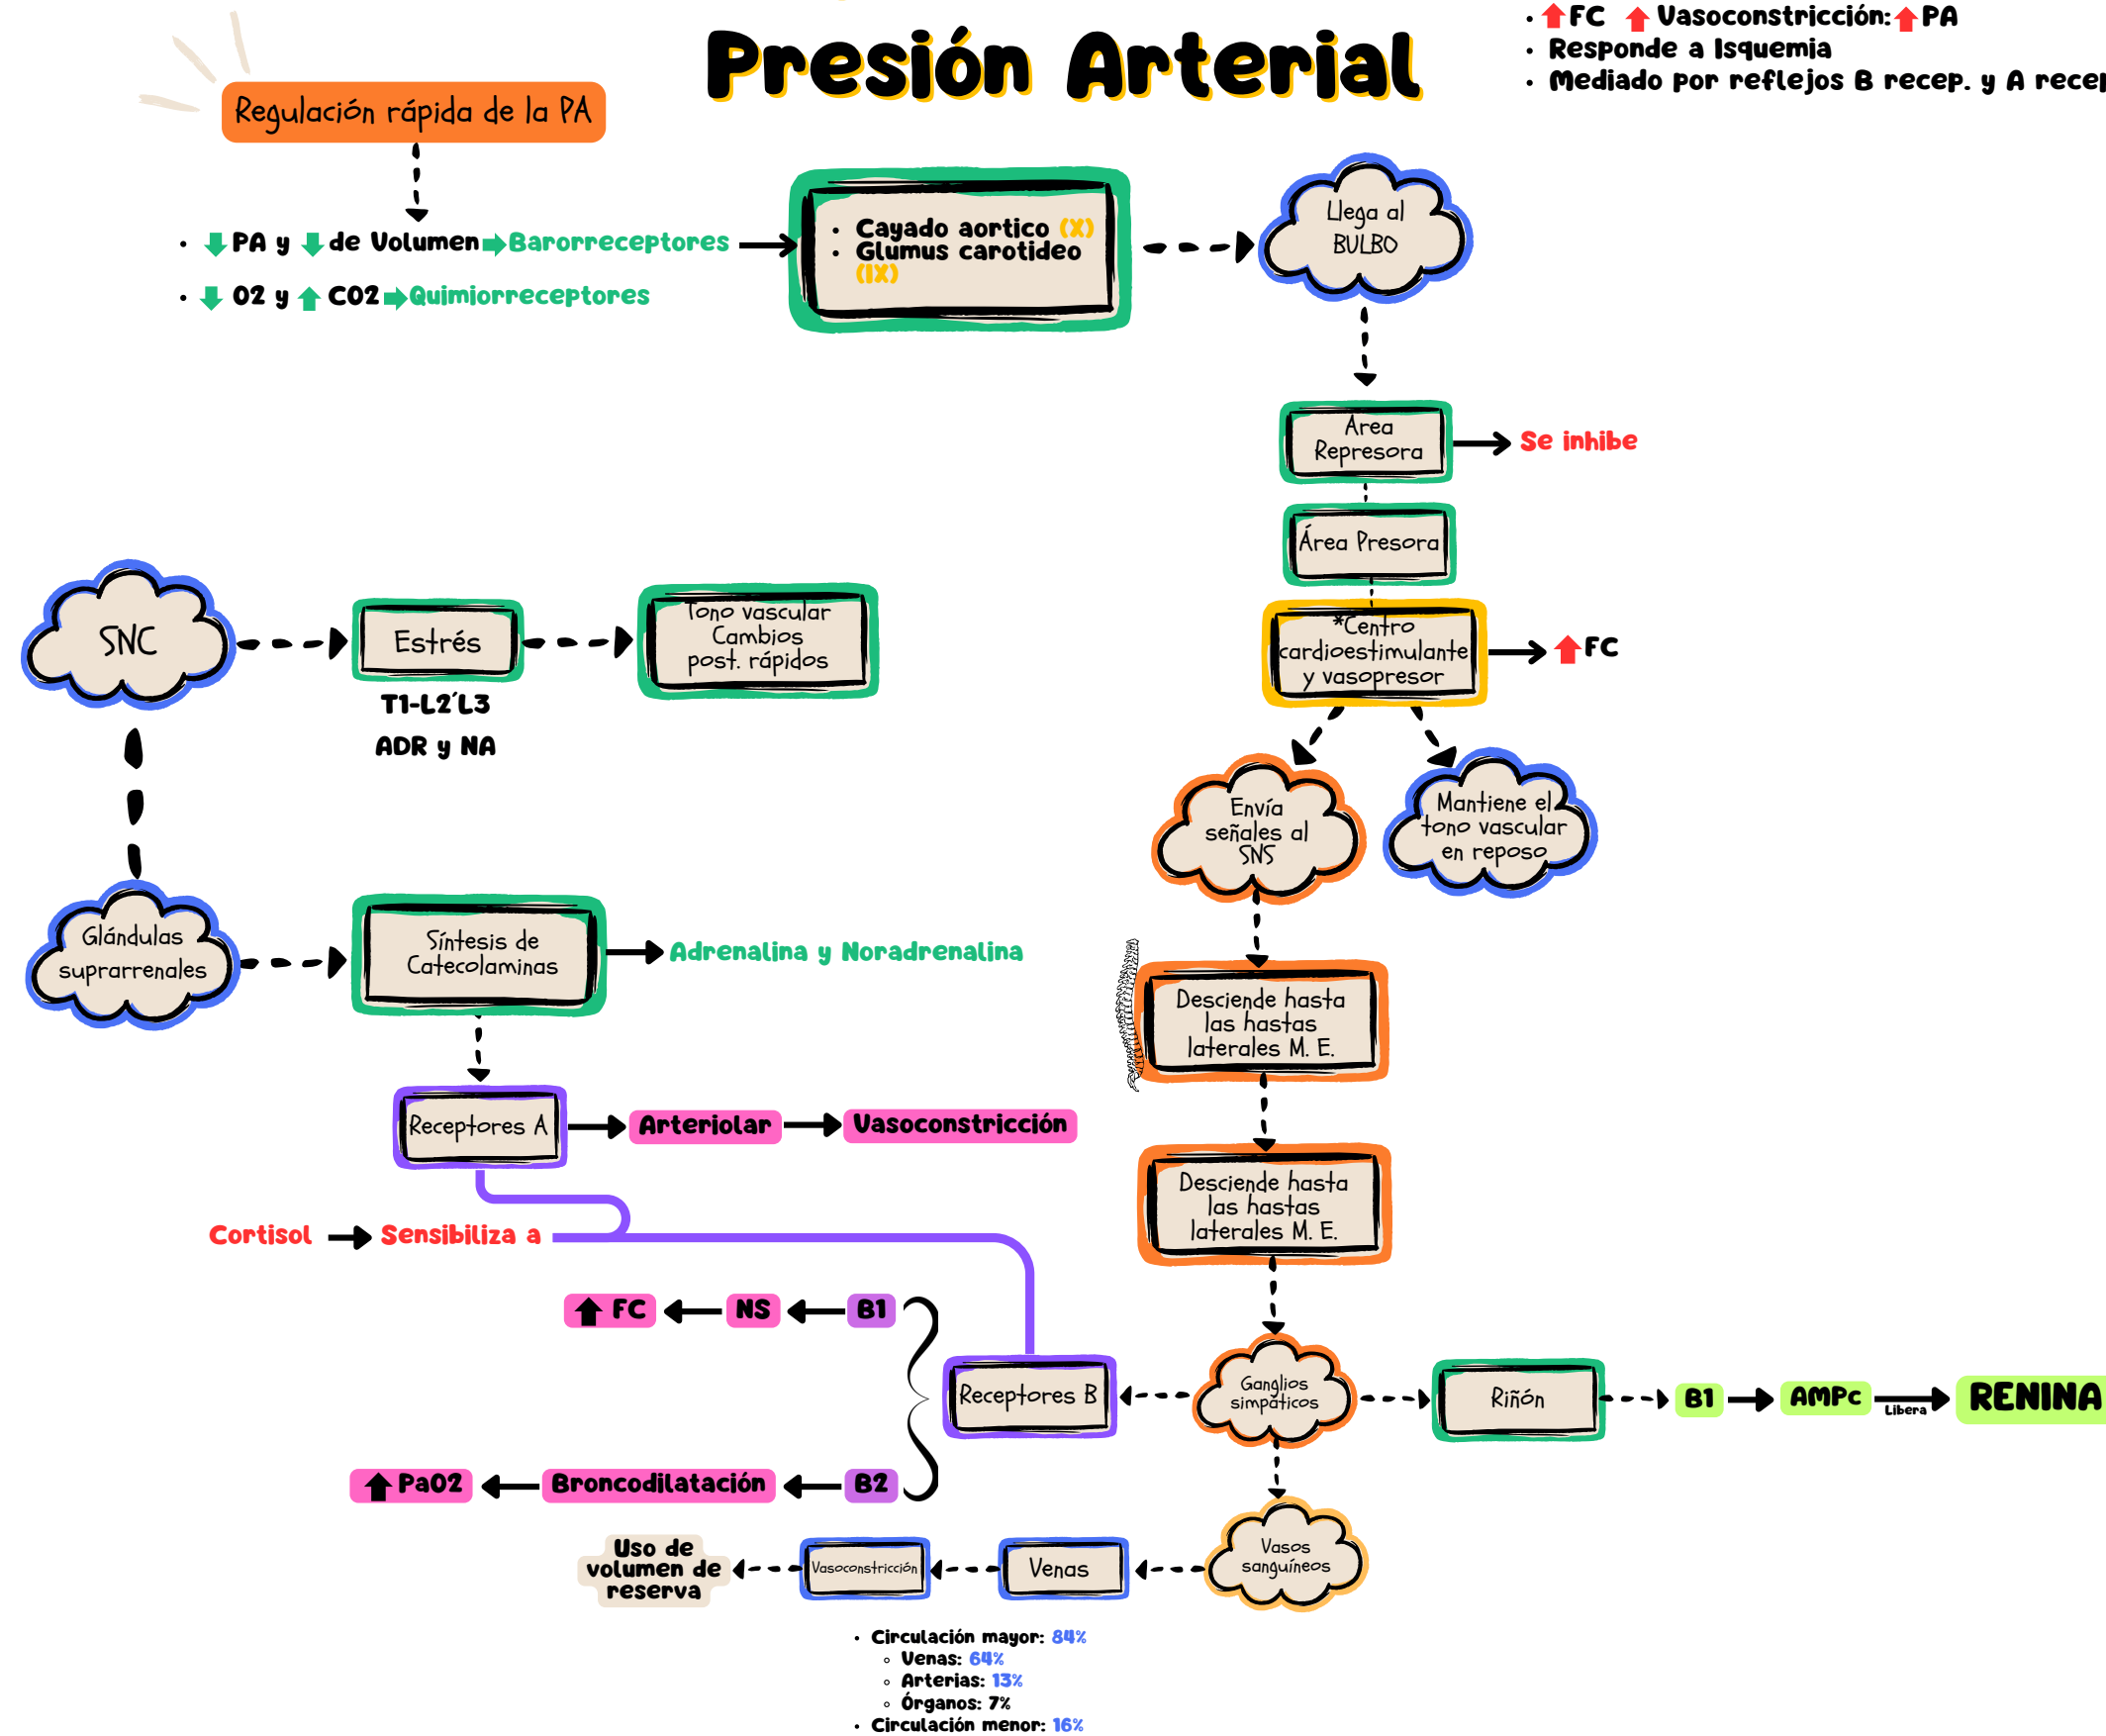 Presión Arterial
FC Vasoconstricción: PA
Responde a Isquemia
Mediado por reflejos B recep. y A recep
Regulación rápida de la PA
PA y de Volumen Barorreceptores
O2 y CO2 Quimiorreceptores
Cayado aortico (X)
Glumus carotideo
(IX)
Llega al
BULBO
Área
Represora
Se inhibe
Área Presora
*Centro
cardioestimulante
y vasopresor
FC
SNC
Estrés
T1-L2´L3
ADR y NA
Tono vascular
Cambios
post. rápidos
Envía
señales al
SNS
Mantiene el
tono vascular
en reposo
Glándulas
suprarrenales
Síntesis de
Catecolaminas
Adrenalina y Noradrenalina
Desciende hasta
las hastas
laterales M. E.
Receptores A
Arteriolar
Vasoconstricción
Desciende hasta
las hastas
laterales M. E.
Cortisol
Sensibiliza a
FC
NS
B1
Receptores B
Ganglios
simpáticos
Riñón
B1
AMPc
Libera
RENINA
PaO2
Broncodilatación
B2
Uso de
volumen de
reserva
Vasoconstricción
Venas
Vasos
sanguíneos
Circulación mayor: 84%
Venas: 64%
Arterias: 13%
Órganos: 7%
Circulación menor: 16%